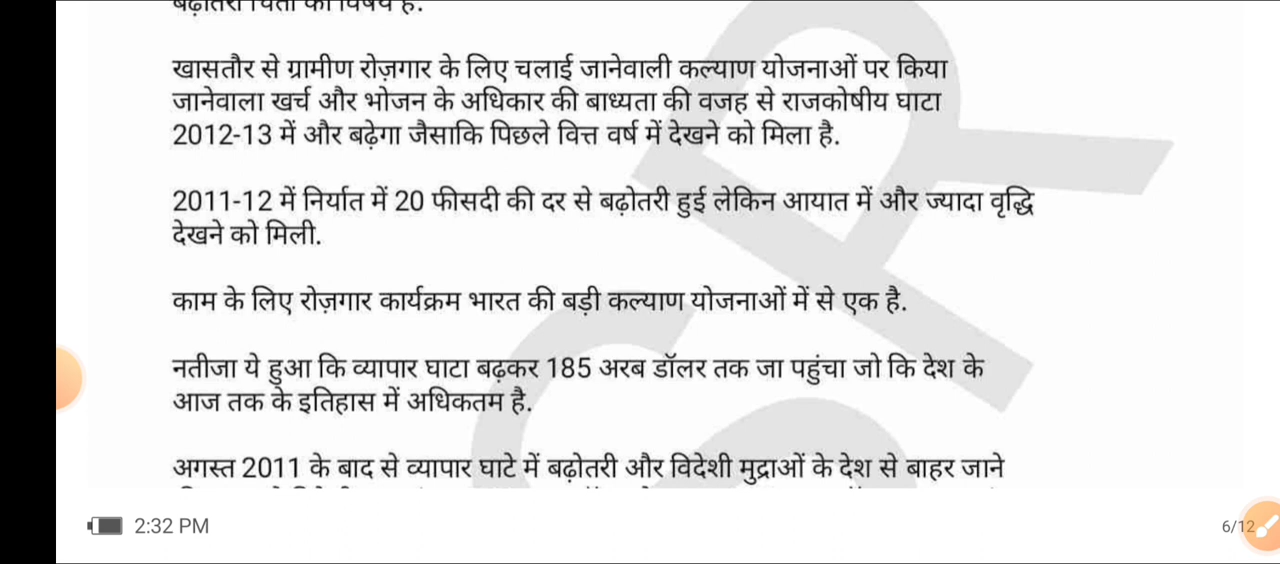 खासतौर से ग्रामीण रोज़गार के लिए चलाई जानेवाली कल्याण योजनाओं पर किया
जानेवाला खर्च और भोजन के अधिकार की बाध्यता की वजह से राजकोषीय घाटा
2012-13 में और बढ़ेगा जैसाकि पिछले वित्त वर्ष में देखने को मिला है.
2011-12 में निर्यात में 20 फीसदी की दर से बढ़ोतरी हुई लेकिन आयात में और ज्यादा वृद्धि
देखने को मिली.
काम के लिए रोज़गार कार्यक्रम भारत की बड़ी कल्याण योजनाओं में से एक है.
नतीजा ये हुआ कि व्यापार घाटा बढ़कर 185 अरब डॉलर तक जा पहुंचा जो कि देश के
आज तक के इतिहास में अधिकतम है.
अगस्त 2011 के बाद से व्यापार घाटे में बढ़ोतरी और विदेशी मुद्राओं के देश से बाहर जाने
2:32 PM
6/12